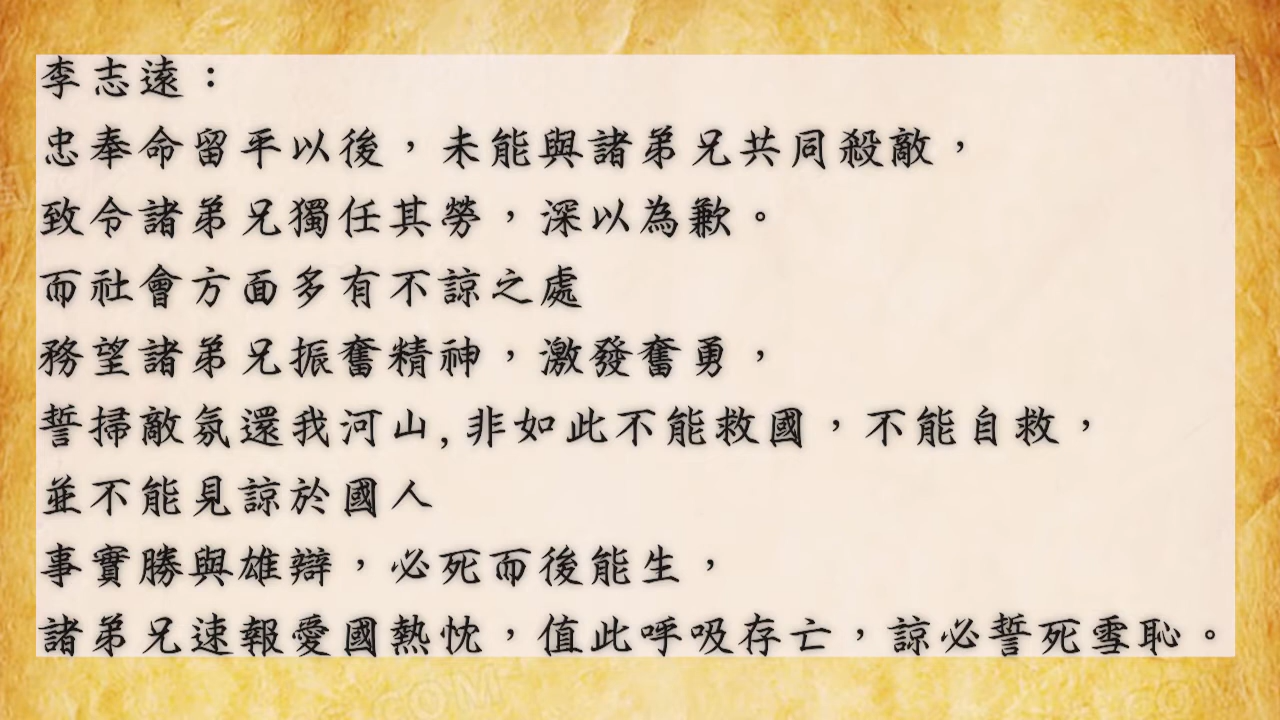 李志遠：
忠奉命留平以後，未能與諸弟兄共同殺敵，
致令諸弟兄獨任其勞，深以為歉。
而社會方面多有不諒之處
務望諸弟兄振奮精神，激發奮勇，
誓掃敵氛還我河山,非如此不能救國，不能自救，
並不能見諒於國人
事實勝與雄辯，必死而後能生，
諸弟兄速報愛國熱忱，值此呼吸存亡，諒必誓死雪恥。